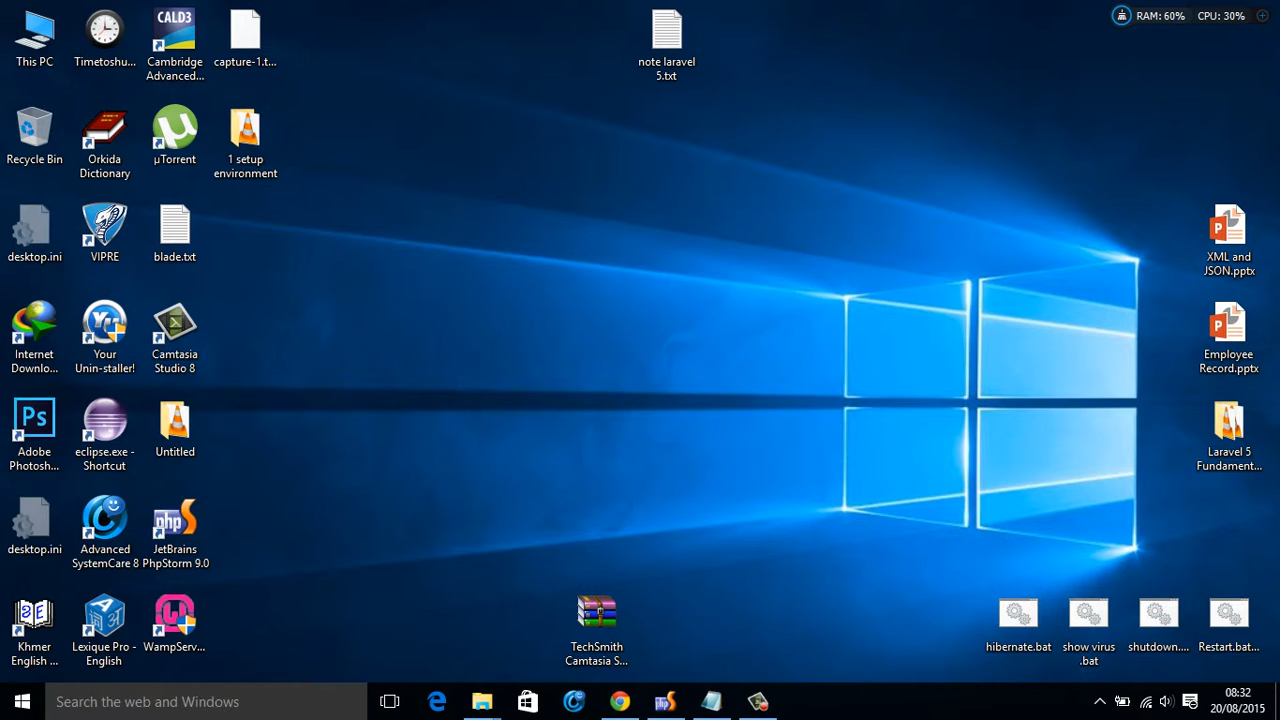 This PC
Timetoshu...
CALD3
Cambridge
Advanced...
capture-1.t...
note laravel
5.txt
CPU: 30%
Recycle Bin
Orkida
Dictionary
µ
µTorrent
1 setup
environment
desktop.ini
VIPRE
blade.txt
XML and
JSON.pptx
Internet
Downlo...
Your
Unin-staller!
Camtasia
Studio 8
Employee
Record.pptx
Ps
Adobe
Photosh...
eclipse.exe -
Shortcut
Untitled
Laravel 5
Fundament...
desktop.ini
Advanced
SystemCare 8
php
JetBrains
PhpStorm 9.0
Khmer
English ...
Lexique Pro -
English
WampServ...
TechSmith
Camtasia S...
hibernate.bat
show virus
.bat
shutdown....
Restart.bat...
Search the web and Windows
08:32
20/08/2015